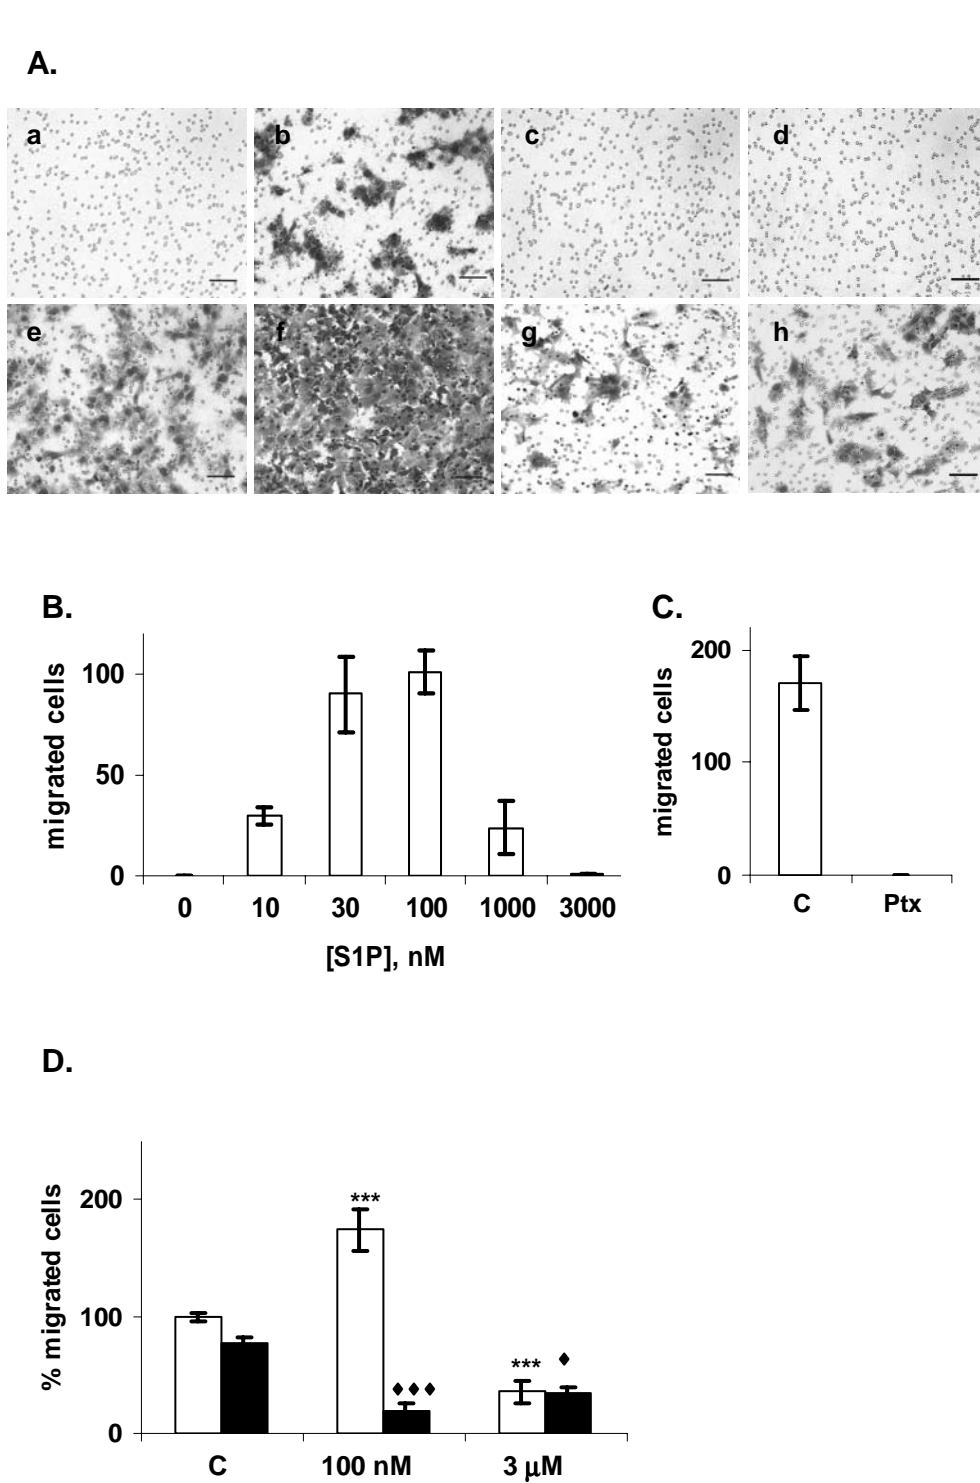 A.
a b c d
e f g h
B. C.
migrated cells
100
50
0
0 10 30 100 1000 3000
[S1P], nM
migrated cells
200
100
0
C Ptx
D.
% migrated cells
200
100
0
***
♦♦♦
*** ♦
C 100 nM 3 μM